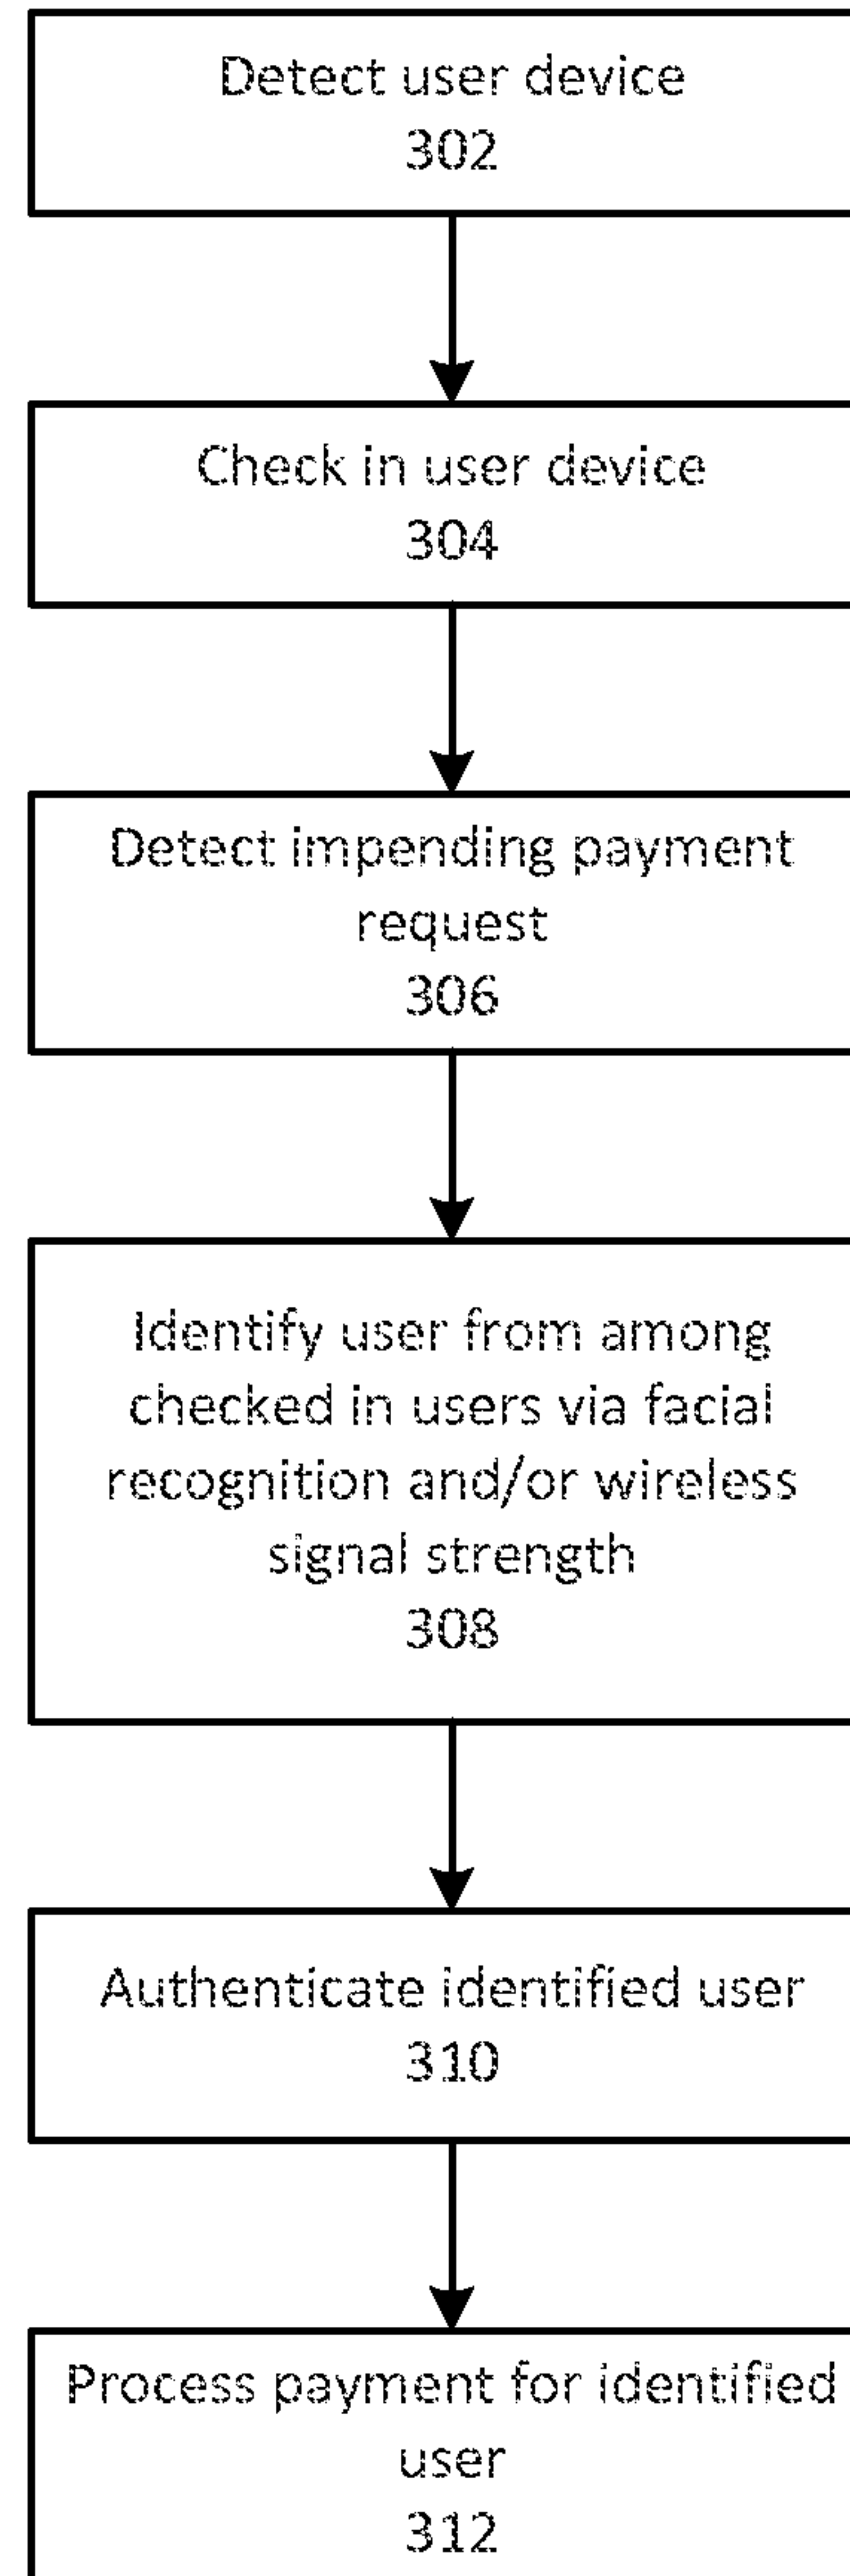 Detect user device
302
Check in user device
304
Detect impending payment
request
306
Identify user from among
checked in users via facial
recognition and/or wireless
signal strength
308
Authenticate identified user
310
Process payment for identified
user
312